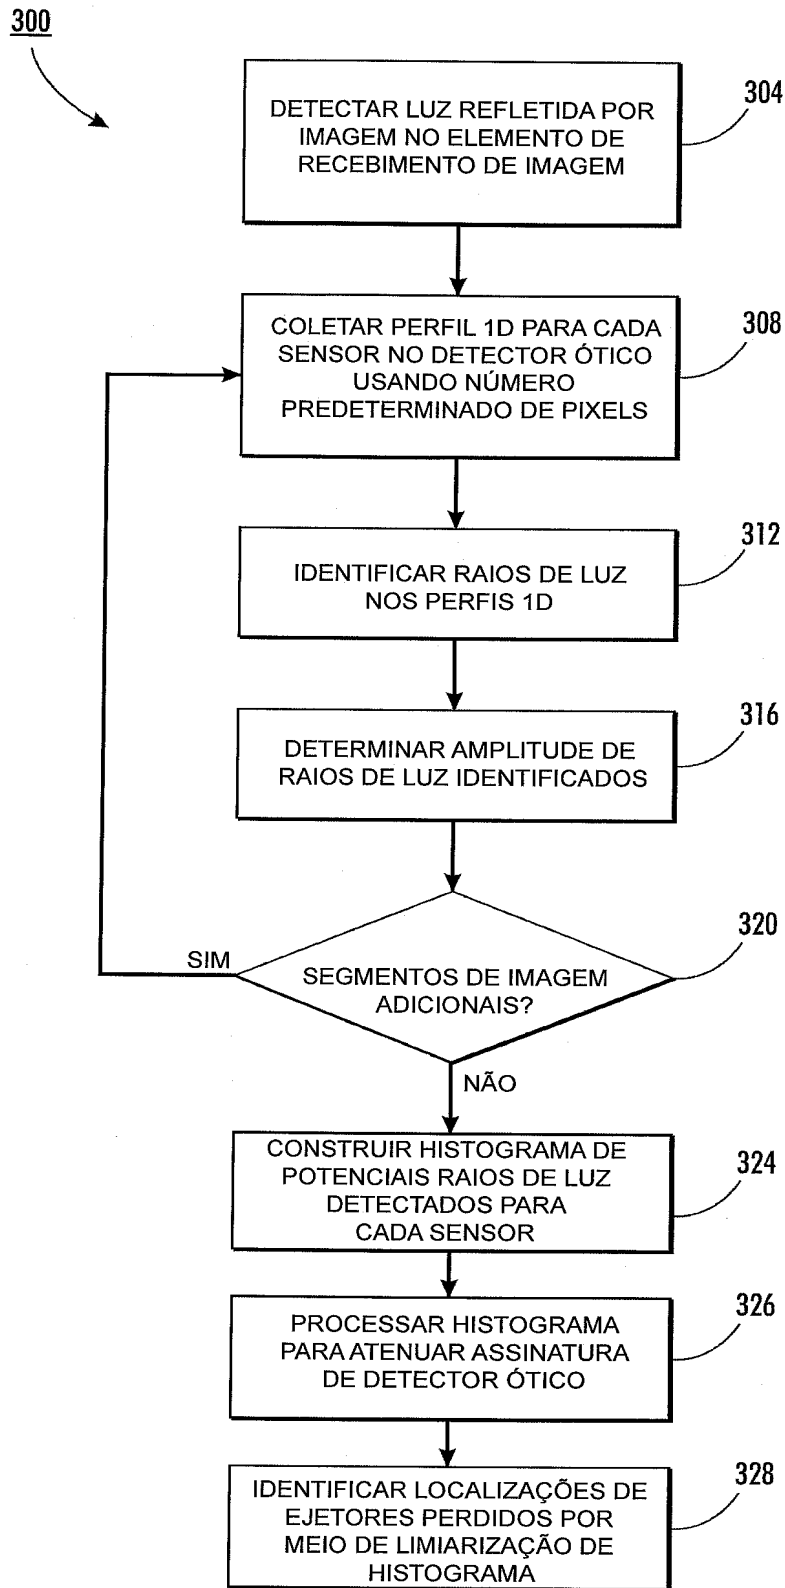 300
DETECTAR LUZ REFLETIDA POR
IMAGEM NO ELEMENTO DE
RECEBIMENTO DE IMAGEM
304
COLETAR PERFIL 1D PARA CADA
SENSOR NO DETECTOR ÓTICO
USANDO NÚMERO
PREDETERMINADO DE PIXELS
308
IDENTIFICAR RAIOS DE LUZ
NOS PERFIS 1D
312
DETERMINAR AMPLITUDE DE
RAIOS DE LUZ IDENTIFICADOS
316
SIM
SEGMENTOS DE IMAGEM
ADICIONAIS?
320
NÃO
CONSTRUIR HISTOGRAMA DE
POTENCIAIS RAIOS DE LUZ
DETECTADOS PARA
CADA SENSOR
324
PROCESSAR HISTOGRAMA
PARA ATENUAR ASSINATURA
DE DETECTOR ÓTICO
326
IDENTIFICAR LOCALIZAÇÕES DE
EJETORES PERDIDOS POR
MEIO DE LIMIARIZAÇÃO DE
HISTOGRAMA
328